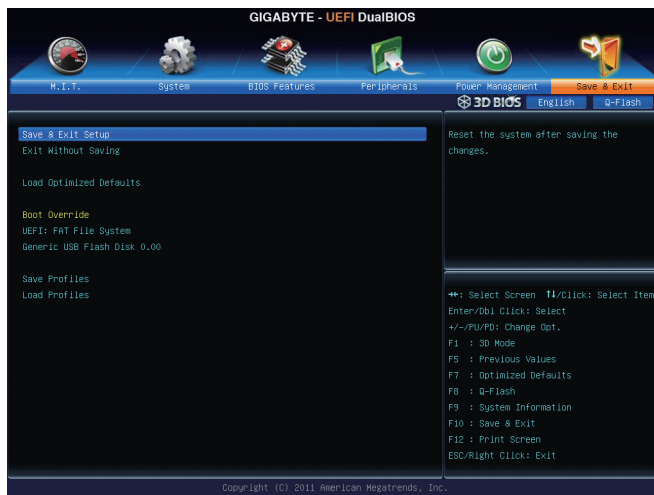 GIGABYTE - UEFI DualBIOS
M.I.T.
System
BIOS Features
Peripherals
Power Management
Save & Exit
3D BIOS
English
Q-Flash
Save & Exit Setup
Exit Without Saving
Load Optimized Defaults
Boot Override
UEFI: FAT File System
Generic USB Flash Disk 0.00
Save Profiles
Load Profiles
Reset the system after saving the
changes.
→←: Select Screen ↑↓/Click: Select Item
Enter/Dbl Click: Select
+/-/PU/PD: Change Opt.
F1 : 3D Mode
F5 : Previous Values
F7 : Optimized Defaults
F8 : Q-Flash
F9 : System Information
F10 : Save & Exit
F12 : Print Screen
ESC/Right Click: Exit
Copyright (C) 2011 American Megatrends, Inc.